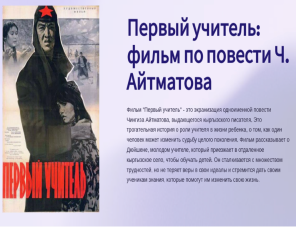 Первый учитель:
фильм по повести Ч.
Айтматова
Фильм "Первый учитель" - это экранизация одноименной повести
Чингиза Айтматова, выдающегося кыргызского писателя. Это
трогательная история о роли учителя в жизни ребенка, о том, как один
человек может изменить судьбу целого поколения. Фильм рассказывает о
Дюйшене, молодом учителе, который приезжает в отдаленное
кыргызское село, чтобы обучать детей. Он сталкивается с множеством
трудностей, но не теряет веры в свои идеалы и стремится дать своим
ученикам знания, которые помогут им изменить свою жизнь.
ПЕРВЫЙ УЧИТЕЛЬ